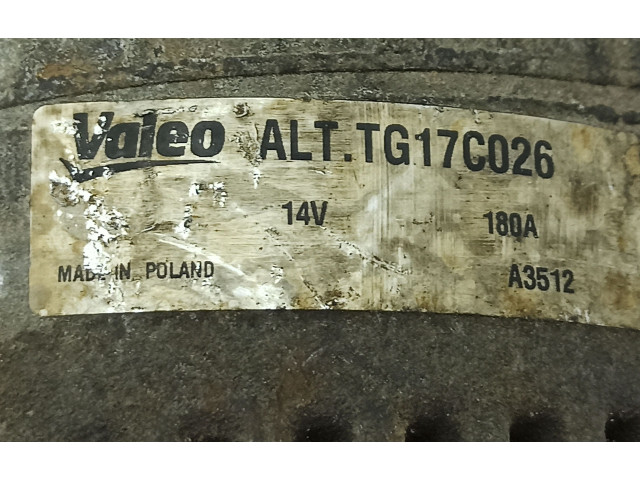 Valeo ALT.TG17C026
14V 180A
MADE IN POLAND A3512